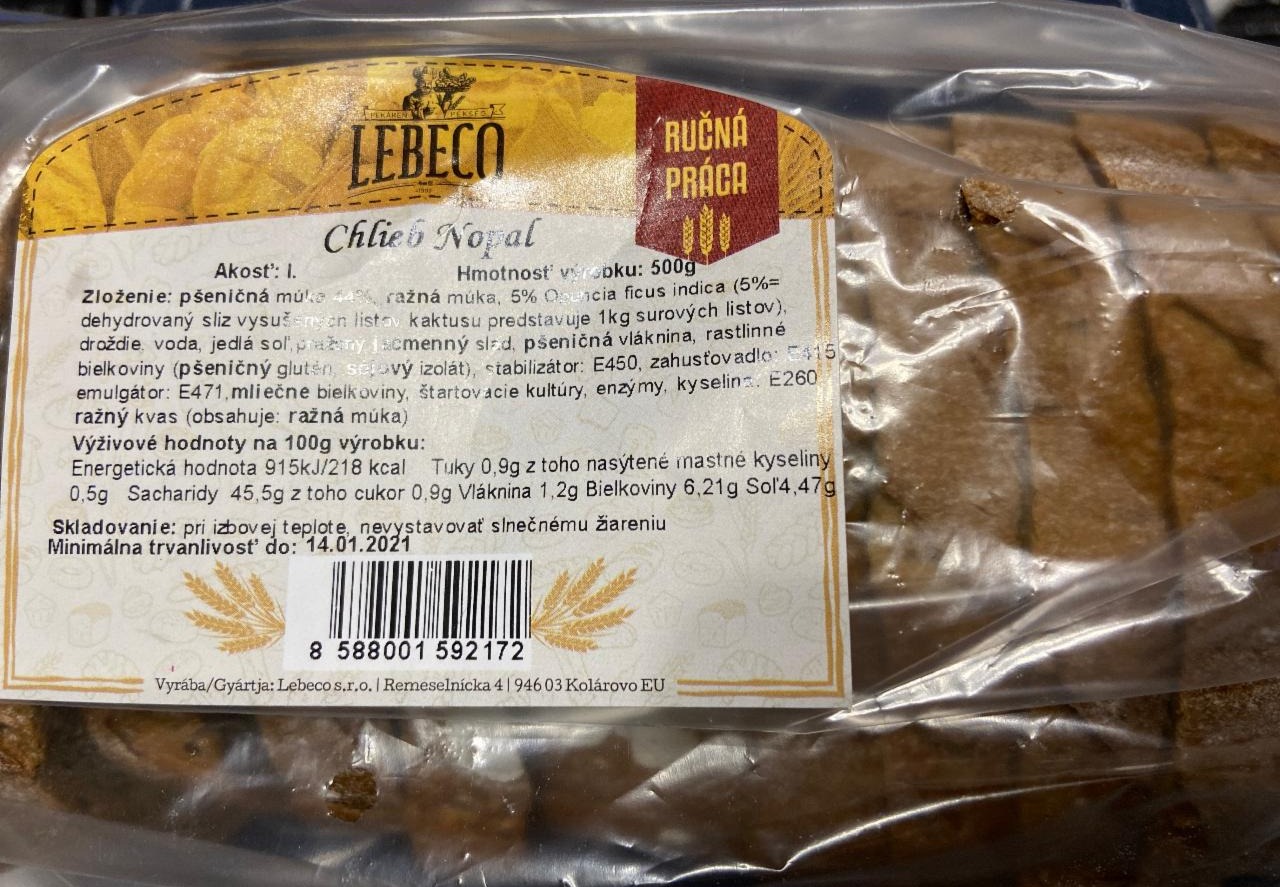 PEKÁREŇ PEKSÉG
LEBECO
RUČNÁ
PRÁCA
Chlieb Nopal
Akosť: I.
Hmotnosť výrobku: 500g
Zloženie: pšeničná múka 44%, ražná múka, 5% Opuncia ficus indica (5%=
dehydrovaný sliz vysušených listov kaktusu predstavuje 1kg surových listov),
droždie, voda, jedlá soľ, pražený jačmenný slad, pšeničná vláknina, rastlinné
bielkoviny (pšeničný glutén, sójový izolát), stabilizátor: E450, zahusťovadlo: E415
emulgátor: E471, mliečne bielkoviny, štartovacie kultúry, enzýmy, kyselina: E260
ražný kvas (obsahuje: ražná múka)
Výživové hodnoty na 100g výrobku:
Energetická hodnota 915kJ/218 kcal Tuky 0,9g z toho nasýtené mastné kyseliny
0,5g Sacharidy 45,5g z toho cukor 0,9g Vláknina 1,2g Bielkoviny 6,21g Soľ4,47g
Skladovanie: pri izbovej teplote, nevystavovať slnečnému žiareniu
Minimálna trvanlivosť do: 14.01.2021
8 588001 592172
Vyrába/Gyártja: Lebeco s.r.o. | Remeselnícka 4 | 946 03 Kolárovo EU